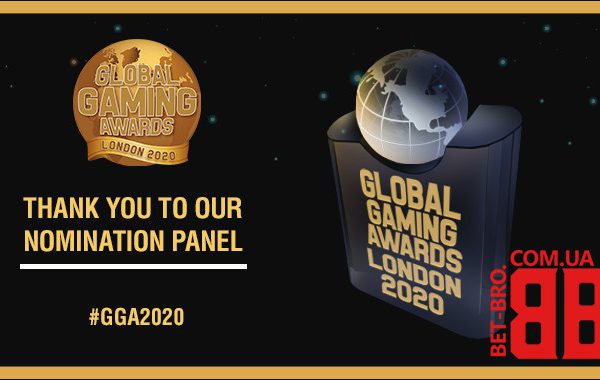 GLOBAL
GAMING
AWARDS
LONDON 2020
THANK YOU TO OUR
NOMINATION PANEL
#GGA2020
GLOBAL
GAMING
AWARDS
LONDON
2020
BET-BRO.
COM.UA
BB